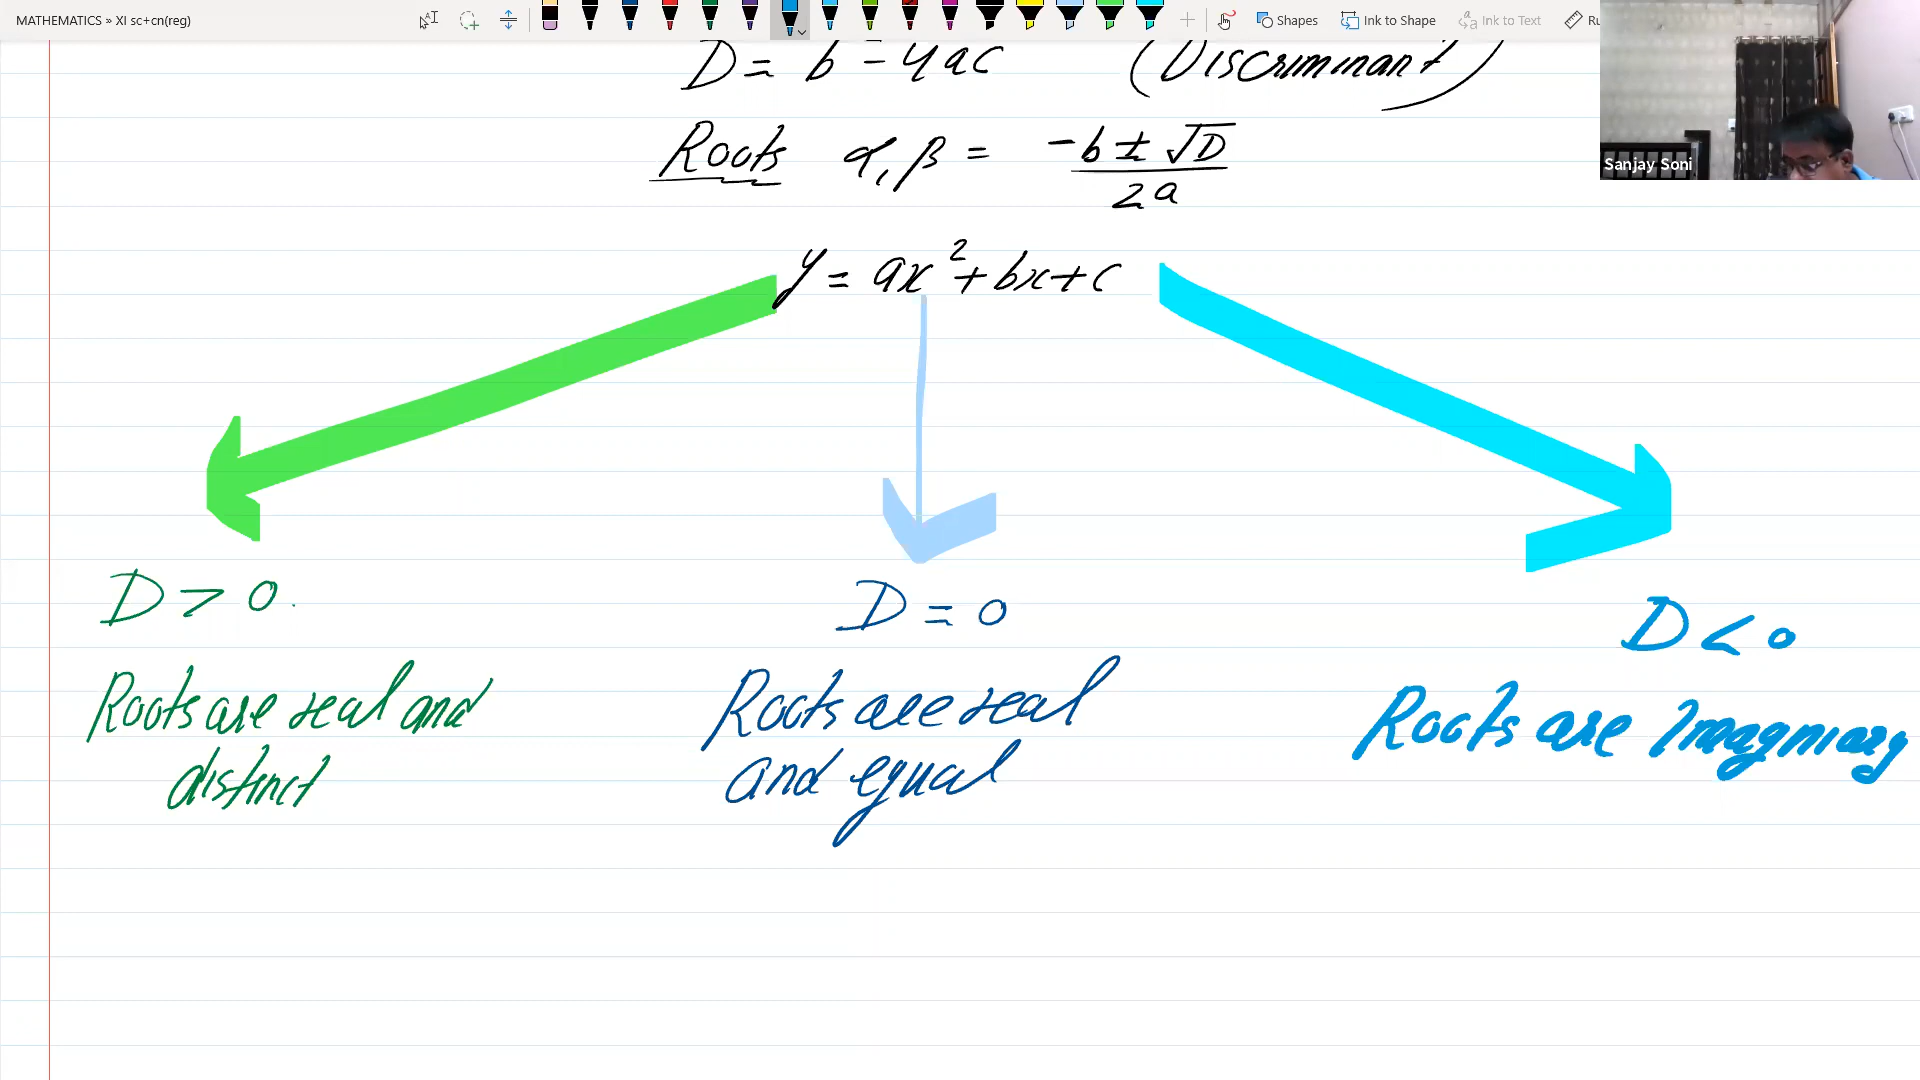 MATHEMATICS » XI sc+cn(reg)
Shapes
Ink to Shape
Ink to Text
Ru
Sanjay Soni
D = b - 4ac (Discriminant)
Roots α, β = -b ± √D / 2a
y = ax² + bx + c
D > 0.
D = 0
D < 0
Roots are real and
distinct
Roots are real
and equal
Roots are Imaginary